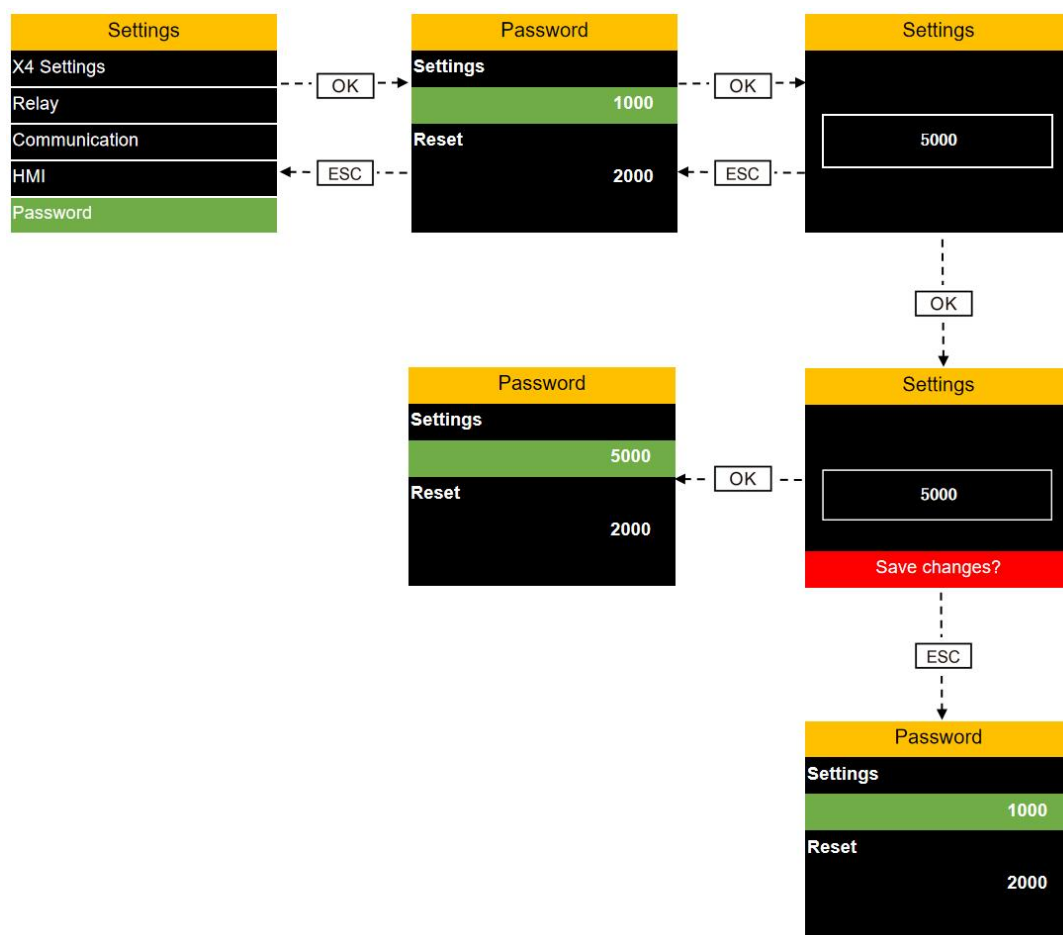 Settings
X4 Settings
Relay
Communication
HMI
Password
OK
ESC
Password
Settings
1000
Reset
2000
OK
ESC
Settings
5000
OK
Password
Settings
5000
Reset
2000
OK
Settings
5000
Save changes?
ESC
Password
Settings
1000
Reset
2000